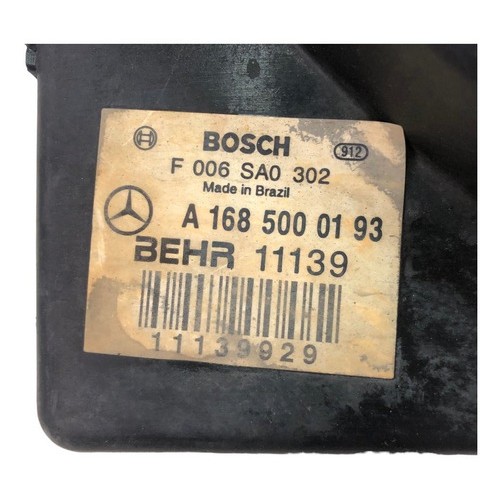 BOSCH 912
F 006 SA0 302
Made in Brazil
A 168 500 01 93
BEHR 11139
11139929